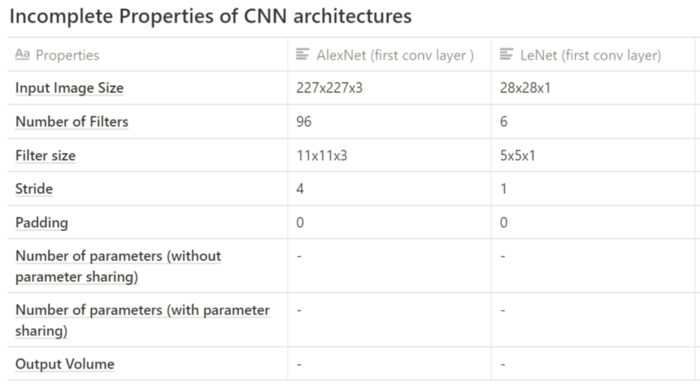 Incomplete Properties of CNN architectures
Aa Properties AlexNet (first conv layer ) LeNet (first conv layer)
Input Image Size 227x227x3 28x28x1
Number of Filters 96 6
Filter size 11x11x3 5x5x1
Stride 4 1
Padding 0 0
Number of parameters (without - -
parameter sharing)
Number of parameters (with parameter - -
sharing)
Output Volume - -